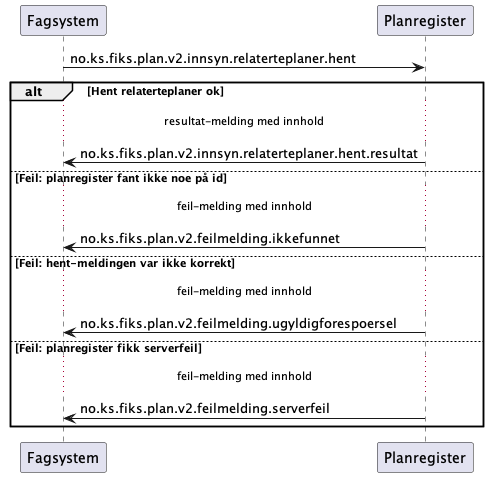 Fagsystem
Planregister
no.ks.fiks.plan.v2.innsyn.relaterteplaner.hent
alt
[Hent relaterteplaner ok]
resultat-melding med innhold
no.ks.fiks.plan.v2.innsyn.relaterteplaner.hent.resultat
[Feil: planregister fant ikke noe på id]
feil-melding med innhold
no.ks.fiks.plan.v2.feilmelding.ikkefunnet
[Feil: hent-meldingen var ikke korrekt]
feil-melding med innhold
no.ks.fiks.plan.v2.feilmelding.ugyldigforespoersel
[Feil: planregister fikk serverfeil]
feil-melding med innhold
no.ks.fiks.plan.v2.feilmelding.serverfeil
Fagsystem
Planregister